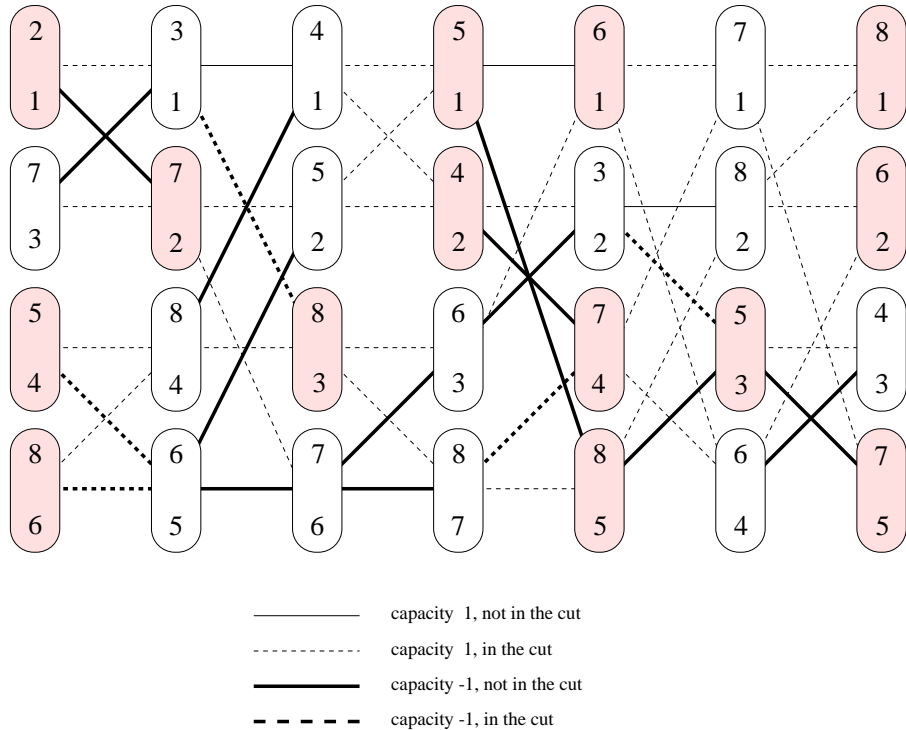 2 3 4 5 6 7 8
1 1 1 1 1 1 1
7 7 5 4 3 8 6
3 2 2 2 2 2 2
5 8 8 6 7 5 4
4 4 3 3 4 3 3
8 6 7 8 8 6 7
6 5 6 7 5 4 5
capacity 1, not in the cut
capacity 1, in the cut
capacity -1, not in the cut
capacity -1, in the cut